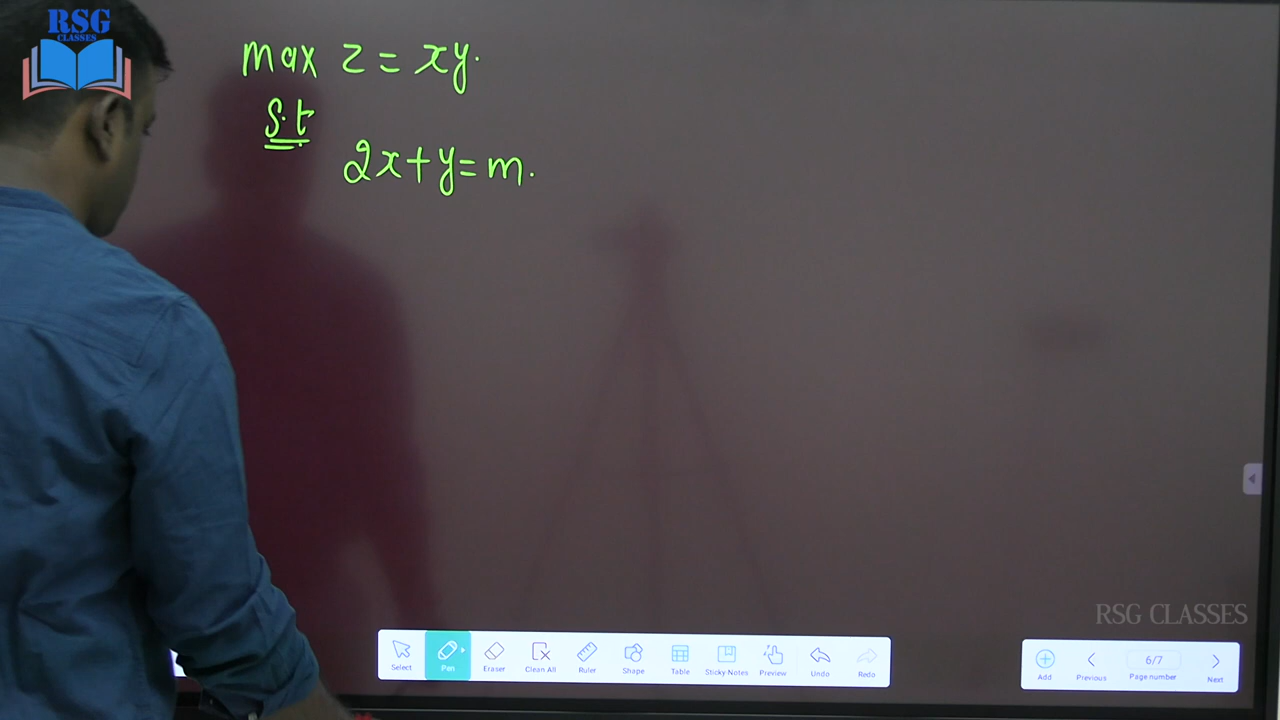 RSG
CLASSES
max z = xy.
s.t
2x+y=m.
RSG CLASSES
Select
Pen
Eraser
Clean All
Ruler
Shape
Table
Sticky Notes
Preview
Undo
Redo
Add
Previous
6/7
Page number
Next